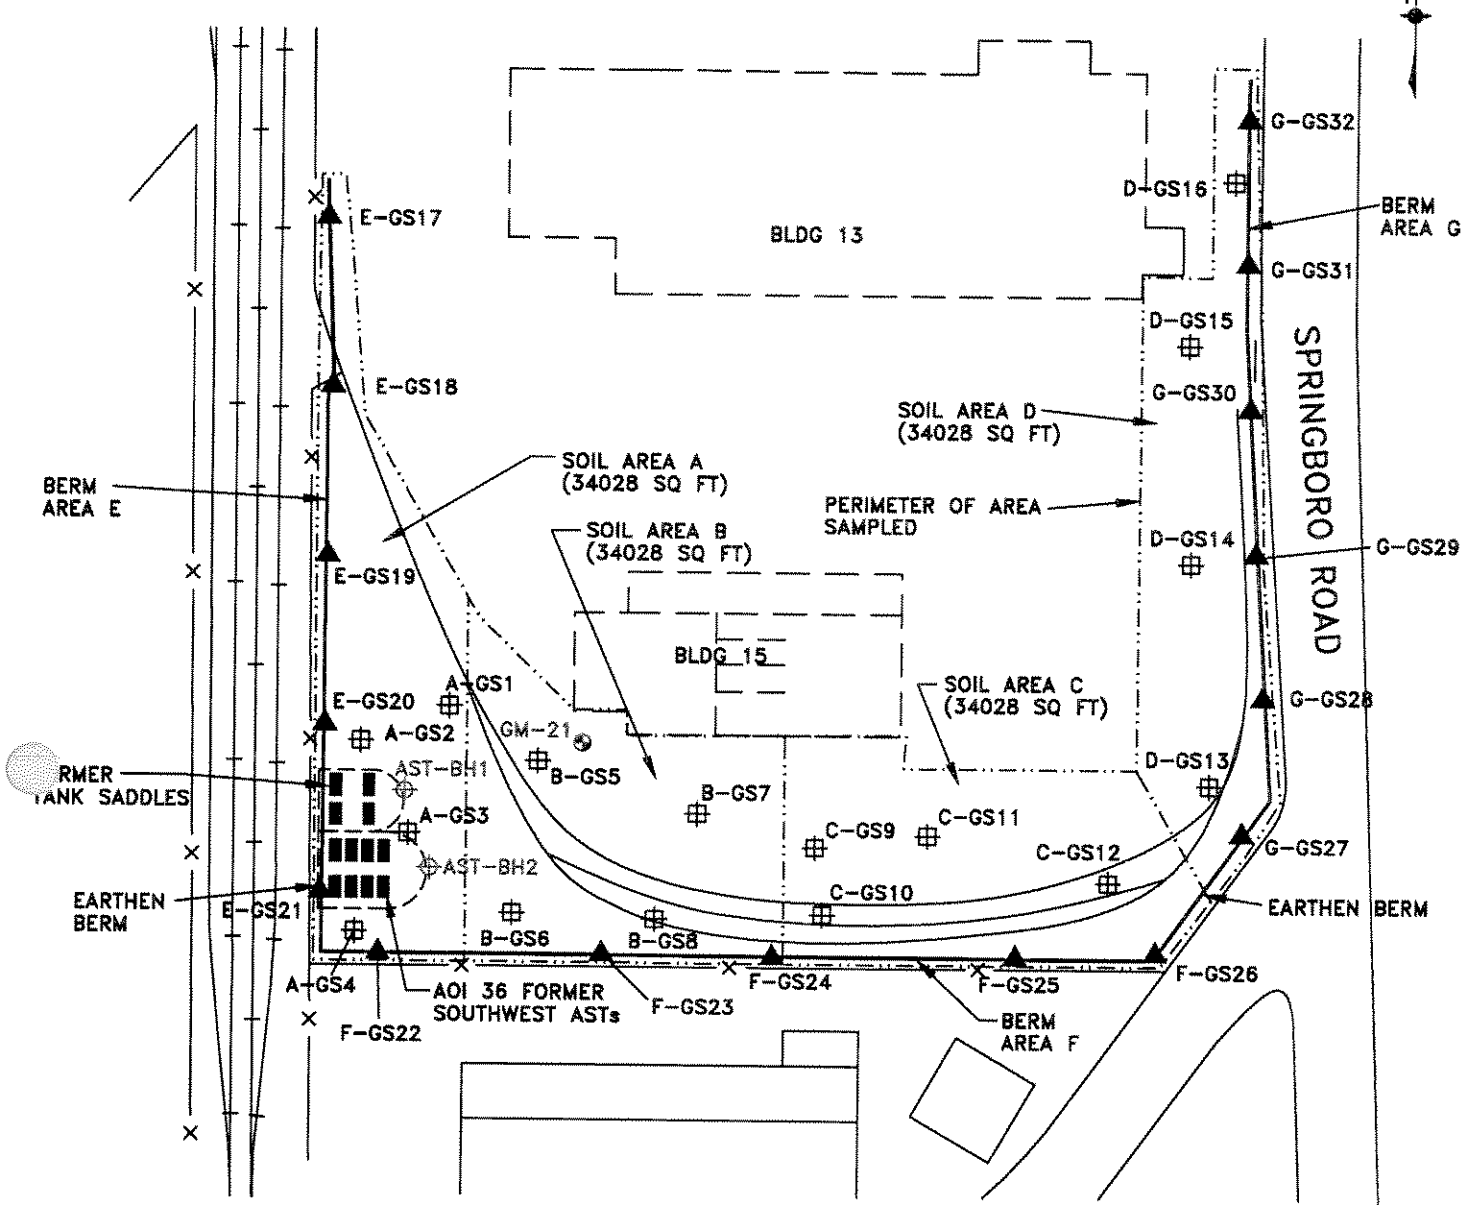 G-GS32
D-GS16
BERM
AREA G
E-GS17
BLDG 13
G-GS31
D-GS15
SPRINGBORO ROAD
E-GS18
G-GS30
SOIL AREA D
(34028 SQ FT)
SOIL AREA A
(34028 SQ FT)
BERM
AREA E
PERIMETER OF AREA
SAMPLED
SOIL AREA B
(34028 SQ FT)
D-GS14
G-GS29
E-GS19
BLDG 15
A-GS1
SOIL AREA C
(34028 SQ FT)
E-GS20
G-GS28
A-GS2
GM-21
AST-BH1
B-GS5
D-GS13
RMER
TANK SADDLES
B-GS7
A-GS3
C-GS9
C-GS11
G-GS27
AST-BH2
C-GS12
EARTHEN
BERM
C-GS10
EARTHEN BERM
E-GS21
B-GS6
B-GS8
A-GS4
AOI 36 FORMER
SOUTHWEST ASTs
F-GS23
F-GS24
F-GS25
F-GS26
F-GS22
BERM
AREA F